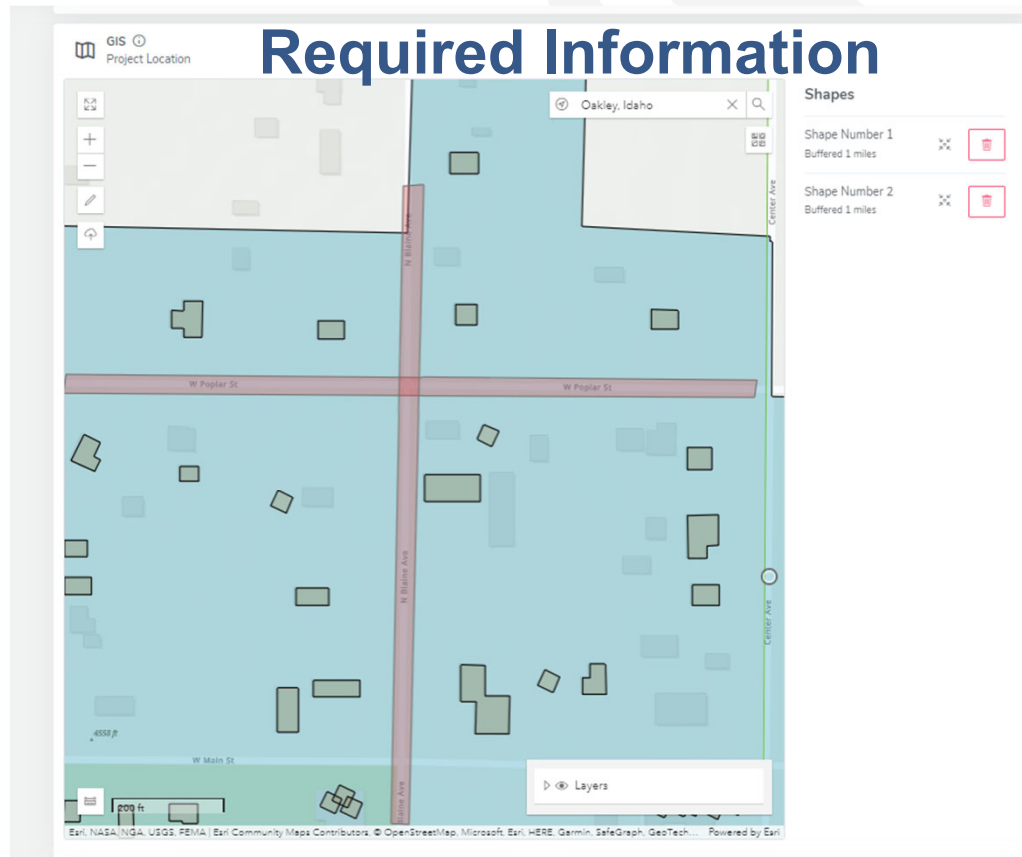 GIS ⓘ
Project Location
Required Information
Oakley, Idaho
Shapes
Shape Number 1
Buffered 1 miles
Shape Number 2
Buffered 1 miles
Center Ave
N Blaine Ave
W Poplar St
W Poplar St
N Blaine Ave
Center Ave
4558 ft
W Main St
Layers
200 ft
Blaine Ave
Esri, NASA, NGA, USGS, FEMA | Esri Community Maps Contributors, © OpenStreetMap, Microsoft, Esri, HERE, Garmin, SafeGraph, GeoTech... Powered by Esri